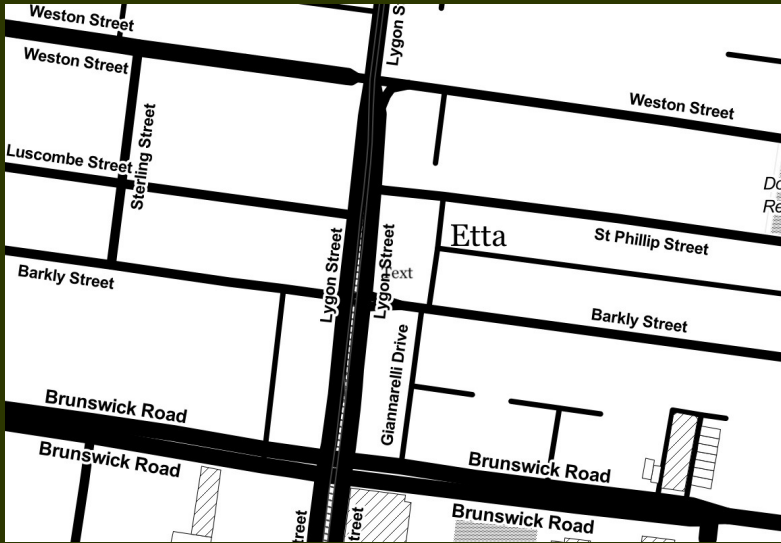 Weston Street
Lygon S
Weston Street
Weston Street
Sterling Street
Luscombe Street
Do
Re
Etta
St Phillip Street
Lygon Street
Lygon Street
ext
Barkly Street
Barkly Street
Giannarelli Drive
Brunswick Road
Brunswick Road
Brunswick Road
Brunswick Road
treet
treet